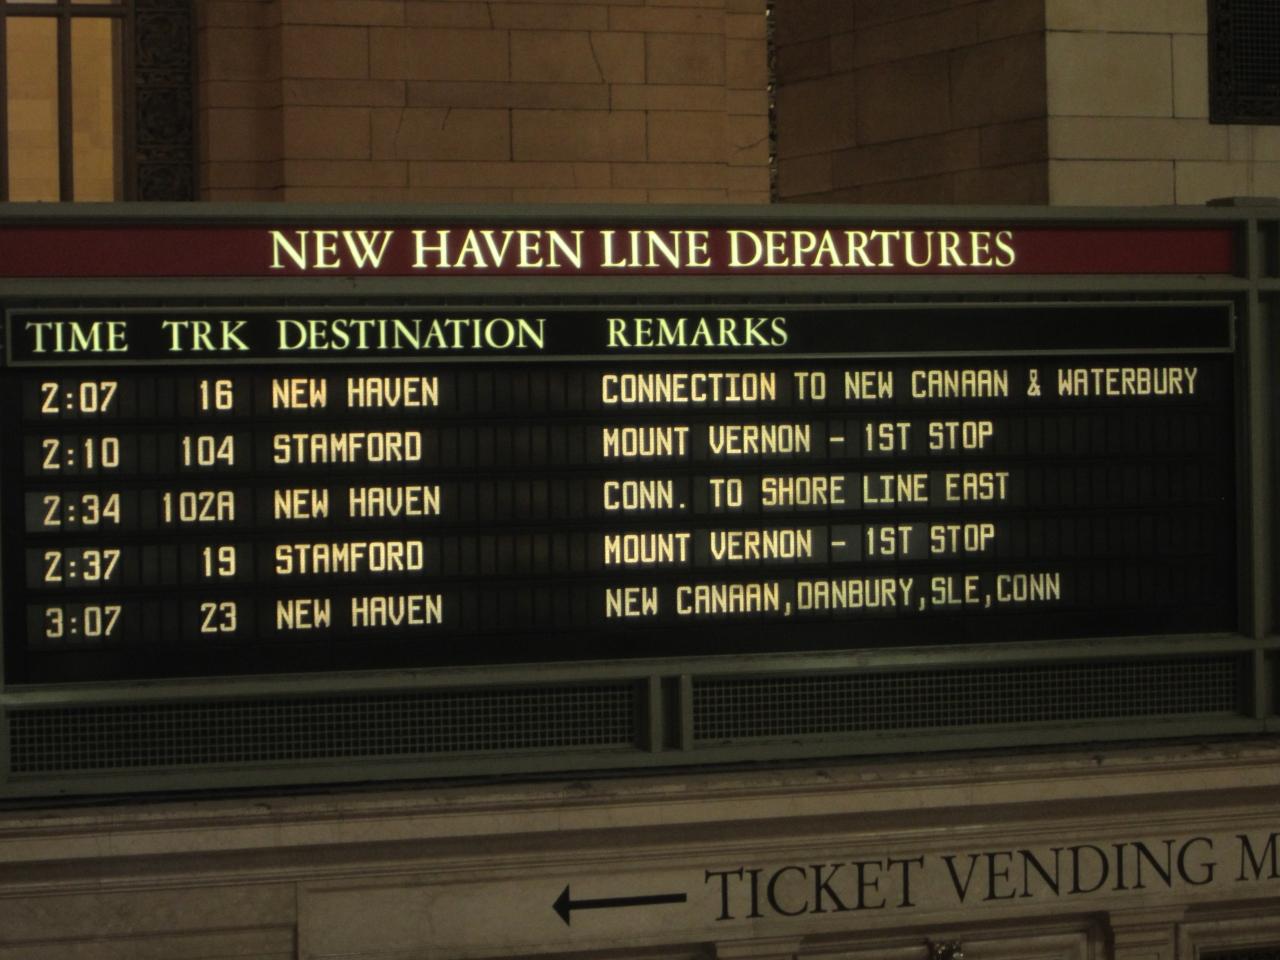 NEW HAVEN LINE DEPARTURES
TIME TRK DESTINATION REMARKS
2:07 16 NEW HAVEN CONNECTION TO NEW CANAAN & WATERBURY
2:10 104 STAMFORD MOUNT VERNON - 1ST STOP
2:34 102A NEW HAVEN CONN. TO SHORE LINE EAST
2:37 19 STAMFORD MOUNT VERNON - 1ST STOP
3:07 23 NEW HAVEN NEW CANAAN,DANBURY,SLE,CONN
← TICKET VENDING M